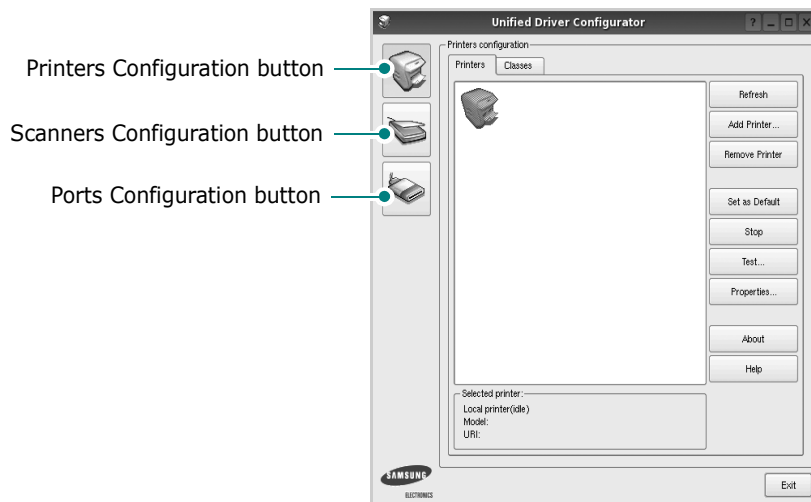 Unified Driver Configurator
?
Printers Configuration button
Scanners Configuration button
Ports Configuration button
Printers configuration
Printers
Classes
Refresh
Add Printer...
Remove Printer
Set as Default
Stop
Test...
Properties...
About
Help
Selected printer:
Local printer(idle)
Model:
URI:
SAMSUNG
ELECTRONICS
Exit